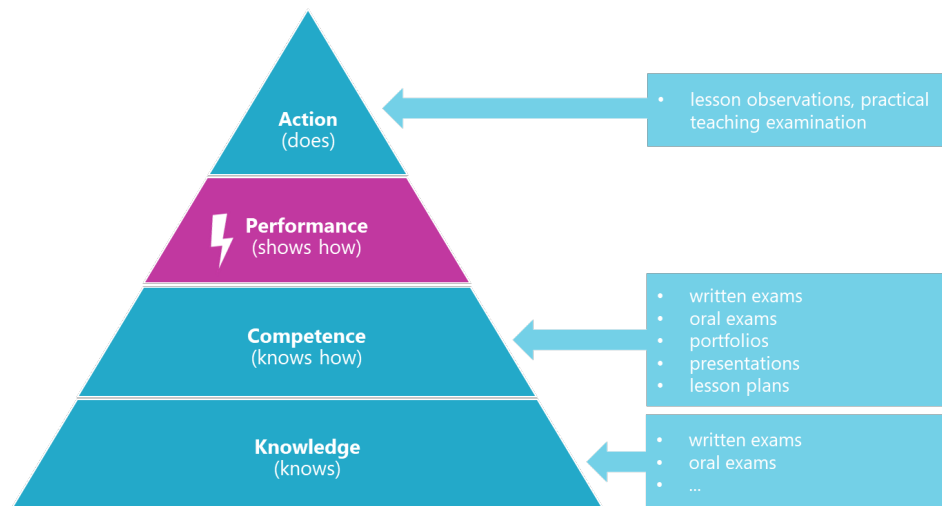 Action
(does)
• lesson observations, practical
teaching examination
Performance
(shows how)
Competence
(knows how)
• written exams
• oral exams
• portfolios
• presentations
• lesson plans
Knowledge
(knows)
• written exams
• oral exams
• ...